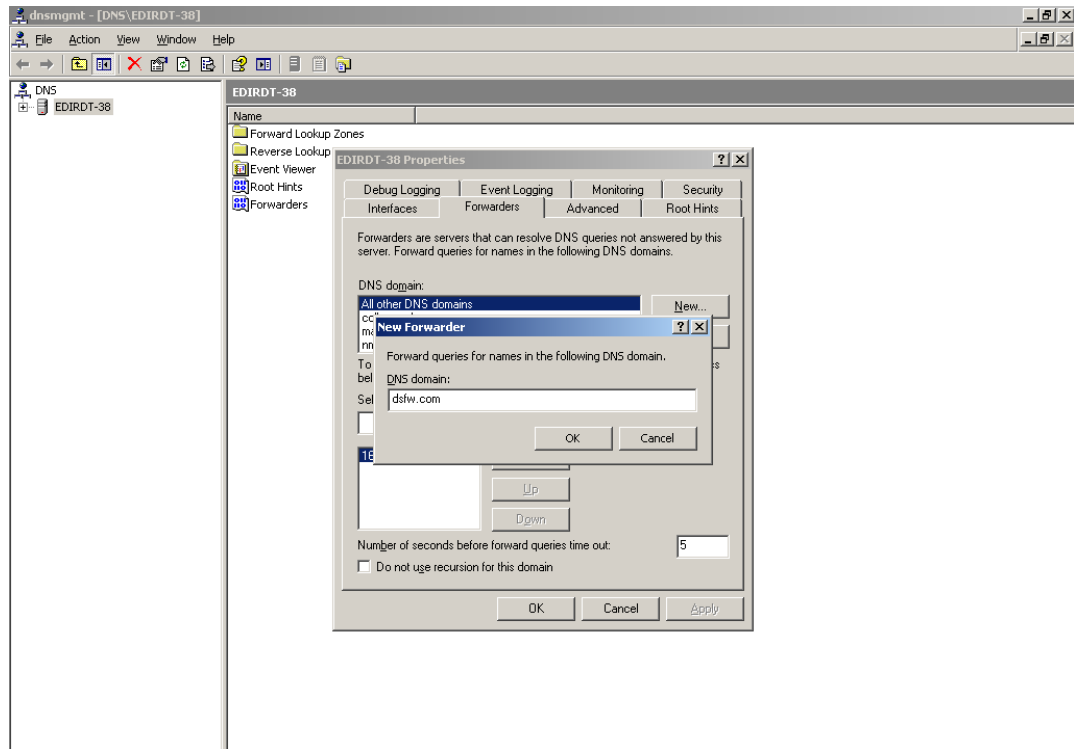 dnsmgmt - [DNS\EDIRDT-38]
File Action View Window Help
DNS
EDIRDT-38
EDIRDT-38
Name
Forward Lookup Zones
Reverse Lookup
Event Viewer
Root Hints
Forwarders
EDIRDT-38 Properties
Debug Logging Event Logging Monitoring Security
Interfaces Forwarders Advanced Root Hints
Forwarders are servers that can resolve DNS queries not answered by this
server. Forward queries for names in the following DNS domains.
DNS domain:
All other DNS domains
New...
New Forwarder
Forward queries for names in the following DNS domain.
DNS domain:
dsfw.com
OK Cancel
To
Up
Down
Number of seconds before forward queries time out:
5
Do not use recursion for this domain
OK Cancel Apply